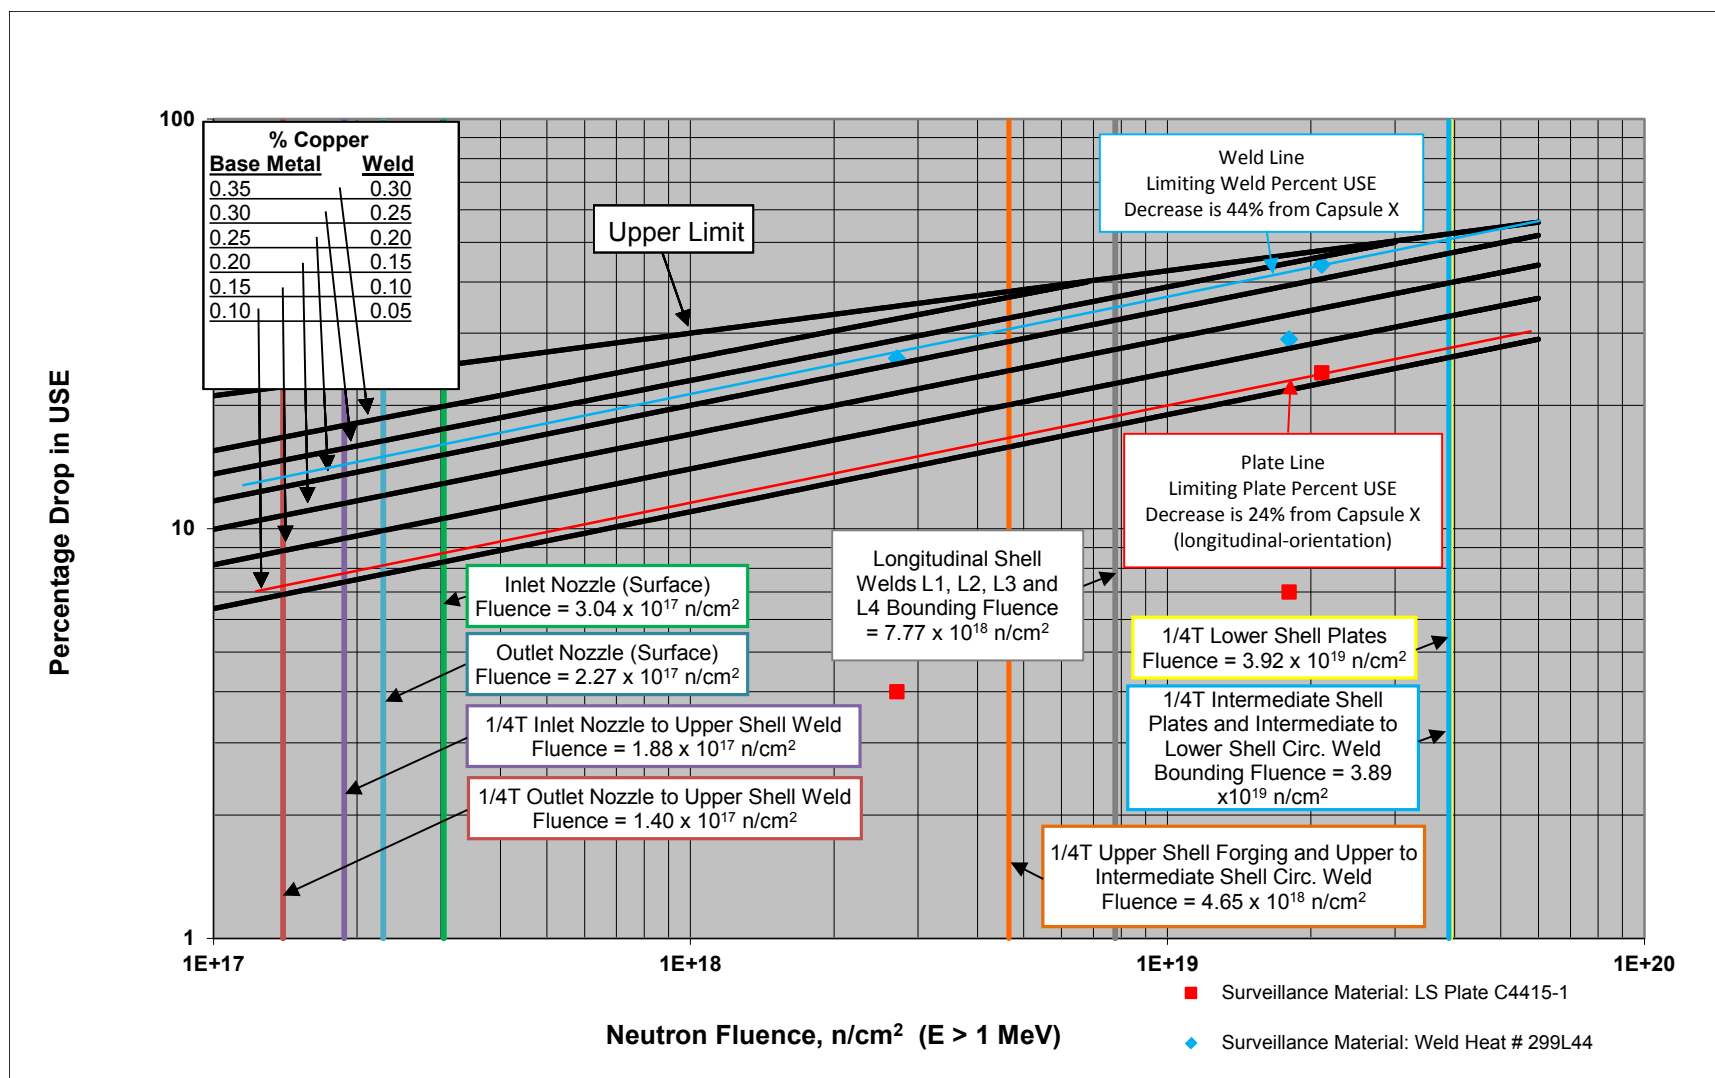 100
% Copper
Base Metal Weld
0.35 0.30
0.30 0.25
0.25 0.20
0.20 0.15
0.15 0.10
0.10 0.05
Upper Limit
Weld Line
Limiting Weld Percent USE
Decrease is 44% from Capsule X
Percentage Drop in USE
10
Plate Line
Limiting Plate Percent USE
Decrease is 24% from Capsule X
(longitudinal-orientation)
Longitudinal Shell
Welds L1, L2, L3 and
L4 Bounding Fluence
= 7.77 x 10¹⁸ n/cm²
Inlet Nozzle (Surface)
Fluence = 3.04 x 10¹⁷ n/cm²
Outlet Nozzle (Surface)
Fluence = 2.27 x 10¹⁷ n/cm²
1/4T Inlet Nozzle to Upper Shell Weld
Fluence = 1.88 x 10¹⁷ n/cm²
1/4T Outlet Nozzle to Upper Shell Weld
Fluence = 1.40 x 10¹⁷ n/cm²
1/4T Lower Shell Plates
Fluence = 3.92 x 10¹⁹ n/cm²
1/4T Intermediate Shell
Plates and Intermediate to
Lower Shell Circ. Weld
Bounding Fluence = 3.89
x10¹⁹ n/cm²
1/4T Upper Shell Forging and Upper to
Intermediate Shell Circ. Weld
Fluence = 4.65 x 10¹⁸ n/cm²
1
1E+17 1E+18 1E+19 1E+20
Neutron Fluence, n/cm² (E > 1 MeV)
Surveillance Material: LS Plate C4415-1
Surveillance Material: Weld Heat # 299L44